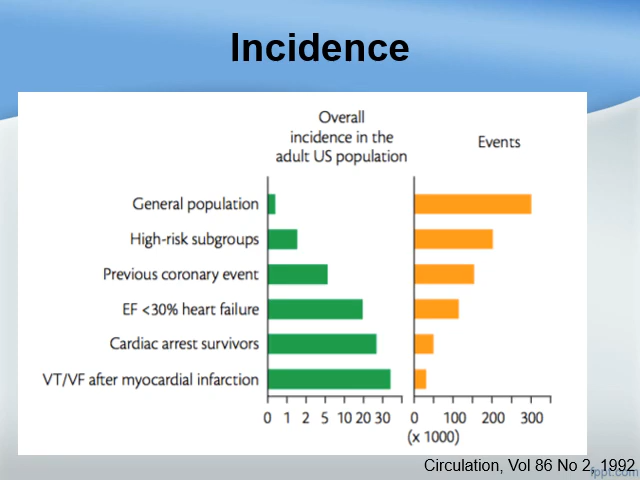 Incidence
Overall
incidence in the
adult US population
Events
General population
High-risk subgroups
Previous coronary event
EF <30% heart failure
Cardiac arrest survivors
VT/VF after myocardial infarction
0 1 2 5 10 20 30
0 100 200 300
(x 1000)
Circulation, Vol 86 No 2, 1992
fppt.com